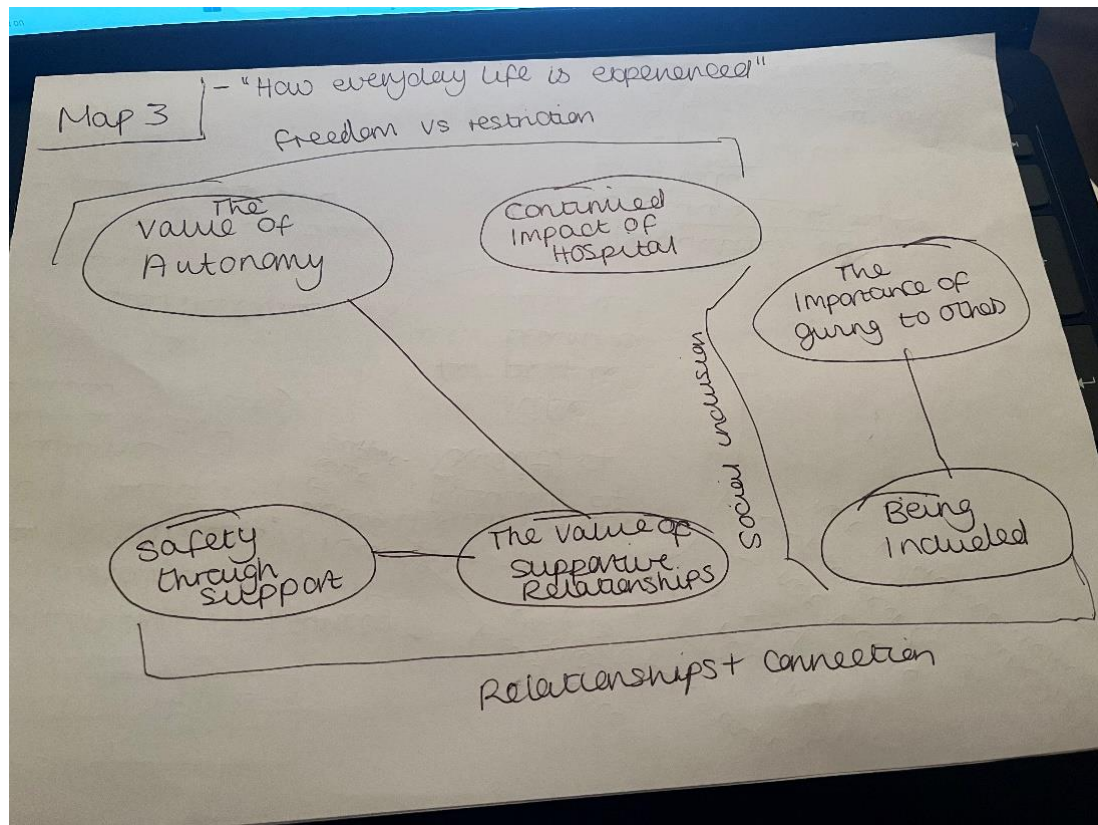 Map 3
- "How everyday life is experienced"
freedom vs restriction
The
value of
Autonomy
Continued
impact of
Hospital
The
importance of
giving to others
Social inclusion
Safety
through
support
The value of
supportive
Relationships
Being
included
Relationships + Connection